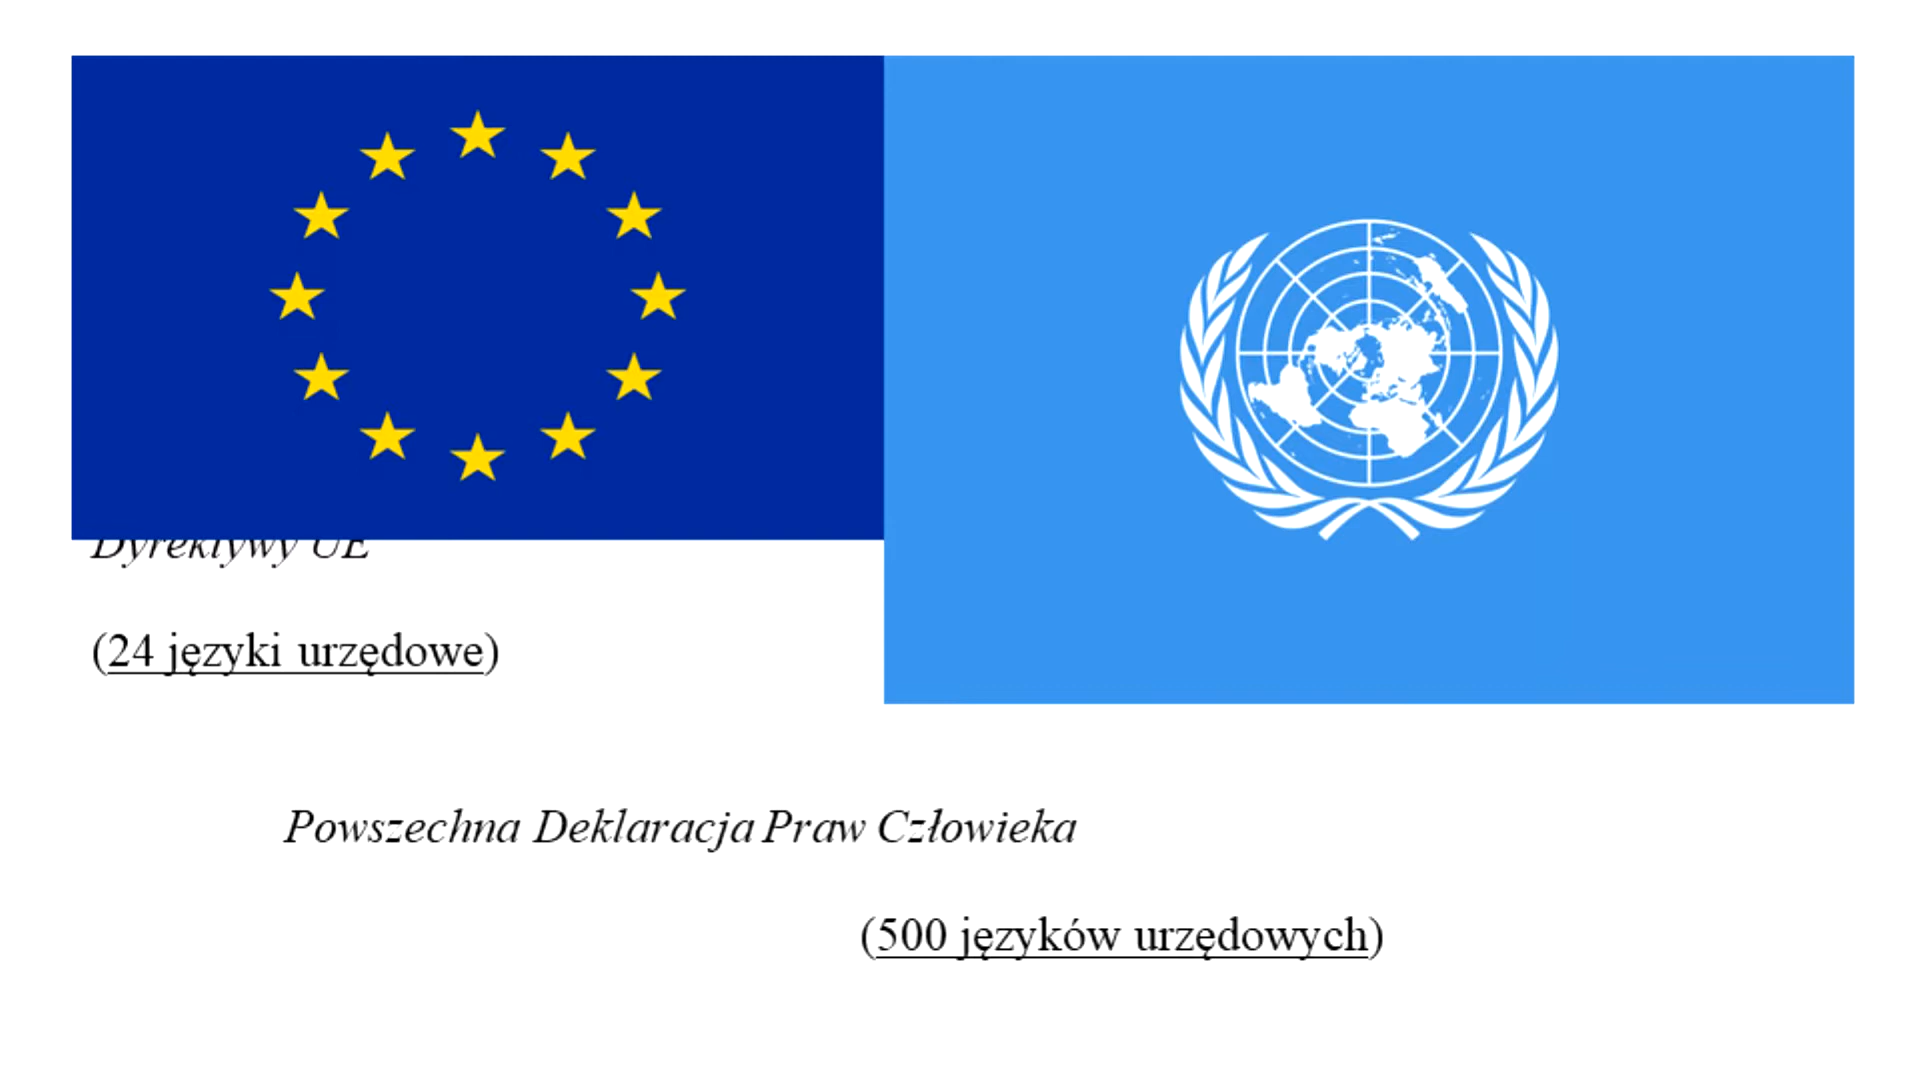 Dyrektywy UE
(24 języki urzędowe)
Powszechna Deklaracja Praw Człowieka
(500 języków urzędowych)